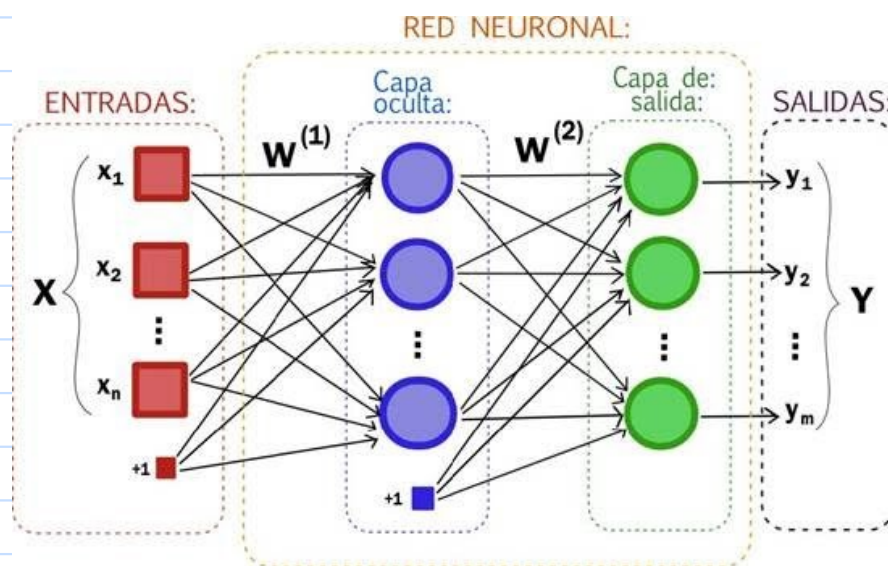 RED NEURONAL:
ENTRADAS:
Capa
oculta:
Capa de:
salida:
SALIDAS:
W(1)
W(2)
x1
x2
xn
+1
X
+1
y1
y2
ym
Y